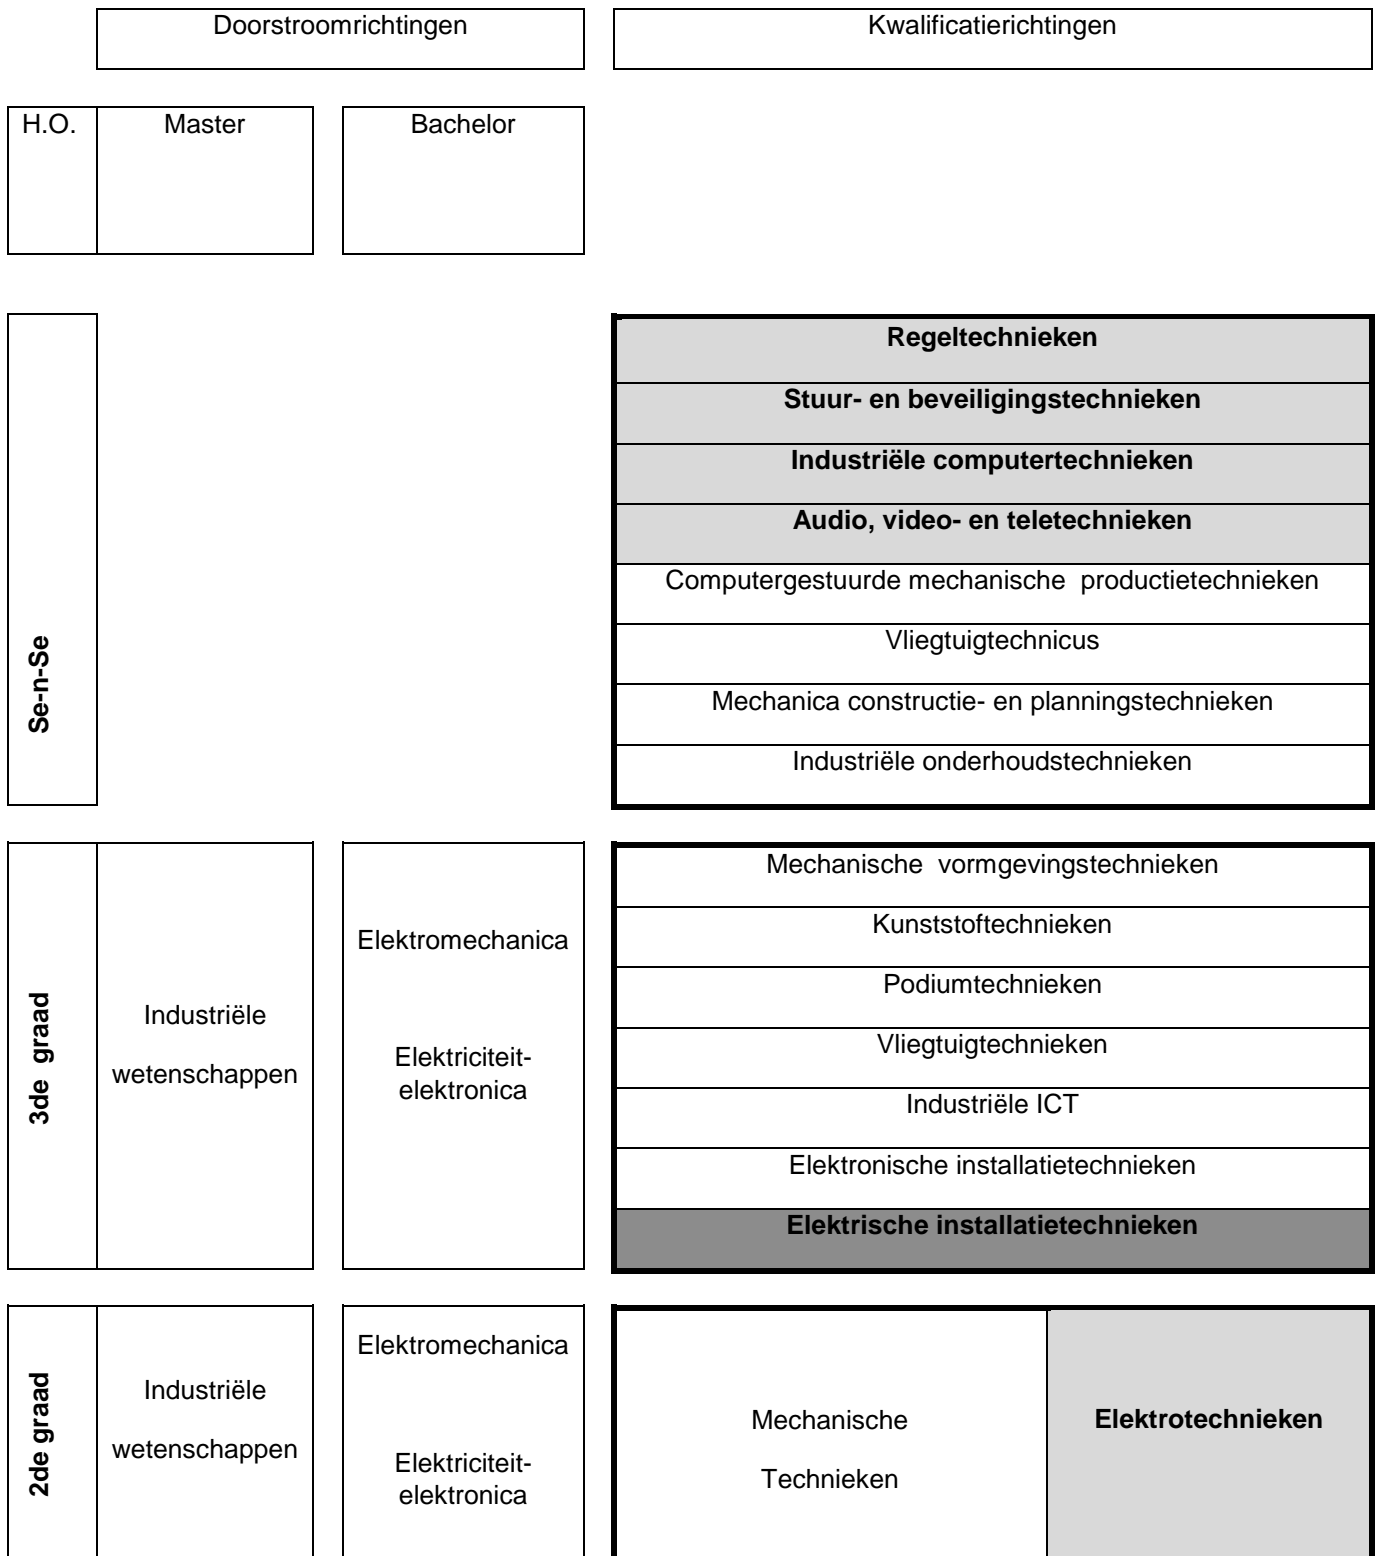 Doorstroomrichtingen
Kwalificatierichtingen
H.O.
Master
Bachelor
Se-n-Se
Regeltechnieken
Stuur- en beveiligingstechnieken
Industriële computertechnieken
Audio, video- en teletechnieken
Computergestuurde mechanische  productietechnieken
Vliegtuigtechnicus
Mechanica constructie- en planningstechnieken
Industriële onderhoudstechnieken
3de  graad
Industriële
wetenschappen
Elektromechanica
Elektriciteit-
elektronica
Mechanische  vormgevingstechnieken
Kunststoftechnieken
Podiumtechnieken
Vliegtuigtechnieken
Industriële ICT
Elektronische installatietechnieken
Elektrische installatietechnieken
2de graad
Industriële
wetenschappen
Elektromechanica
Elektriciteit-
elektronica
Mechanische
Technieken
Elektrotechnieken